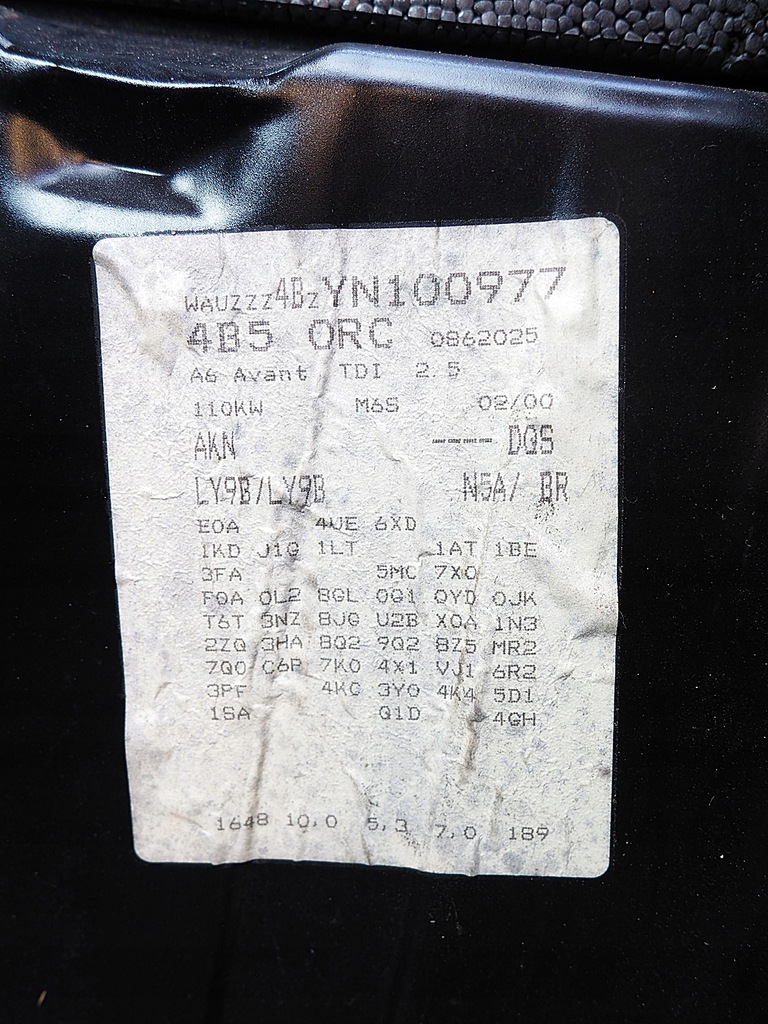 WAUZZZ4BZYN100977
4B5 0RC 0862025
A6 Avant TDI 2.5
110KW M6S 02/00
AKN DQS
LY9B/LY9B N5A/ BR
E0A 4UE 6XD
1KD J1G 1LT 1AT 1BE
3FA 5MC 7X0
F0A 0L2 8GL 0G1 0YD 0JK
T6T 3NZ 8JG U2B X0A 1N3
2ZQ 3HA 8Q2 9Q2 8Z5 MR2
7Q0 C6P 7K0 4X1 VJ1 6R2
3PF 4KC 3Y0 4K4 5D1
1SA Q1D 4GH
1648 10,0 5,3 7,0 189